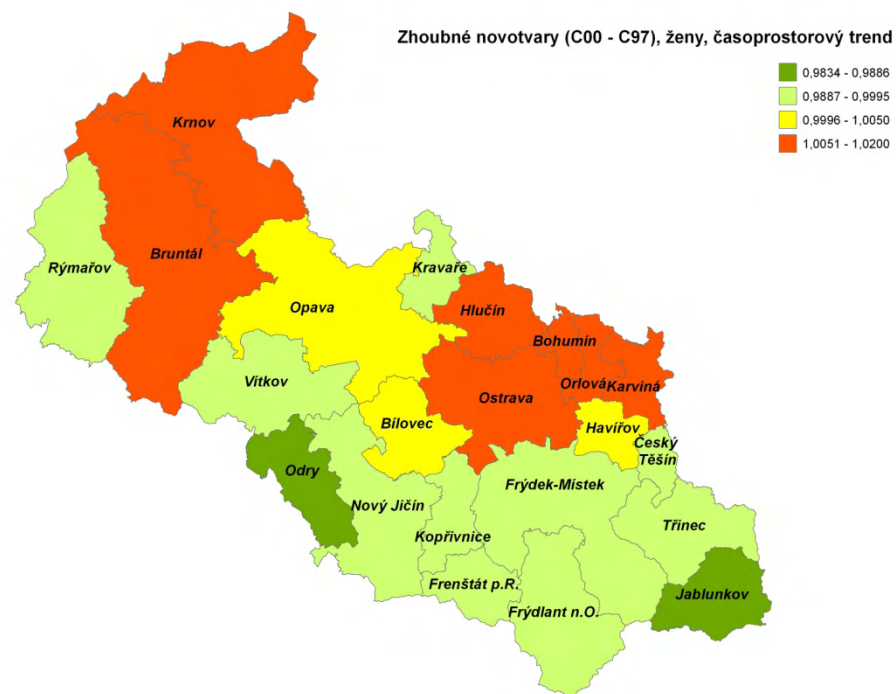 Zhoubné novotvary (C00 - C97), ženy, časoprostorový trend
0,9834 - 0,9886
0,9887 - 0,9995
0,9996 - 1,0050
1,0051 - 1,0200
Krnov
Bruntál
Rýmařov
Kravaře
Opava
Hlučín
Bohumín
Vítkov
Ostrava
Orlová
Karviná
Bílovec
Havířov
Český
Těšín
Odry
Frýdek-Místek
Nový Jičín
Třinec
Kopřivnice
Frenštát p.R.
Jablunkov
Frýdlant n.O.